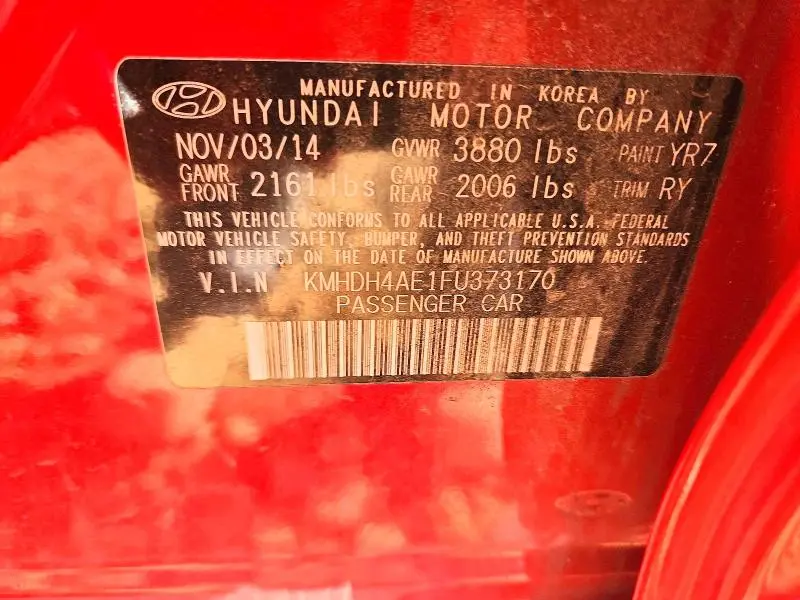 MANUFACTURED IN KOREA BY
HYUNDAI MOTOR COMPANY
NOV/03/14 GVWR 3880 lbs PAINT YR7
GAWR FRONT 2161 lbs GAWR REAR 2006 lbs TRIM RY
THIS VEHICLE CONFORMS TO ALL APPLICABLE U.S.A. FEDERAL
MOTOR VEHICLE SAFETY, BUMPER, AND THEFT PREVENTION STANDARDS
IN EFFECT ON THE DATE OF MANUFACTURE SHOWN ABOVE.
V.I.N KMHDH4AE1FU373170
PASSENGER CAR